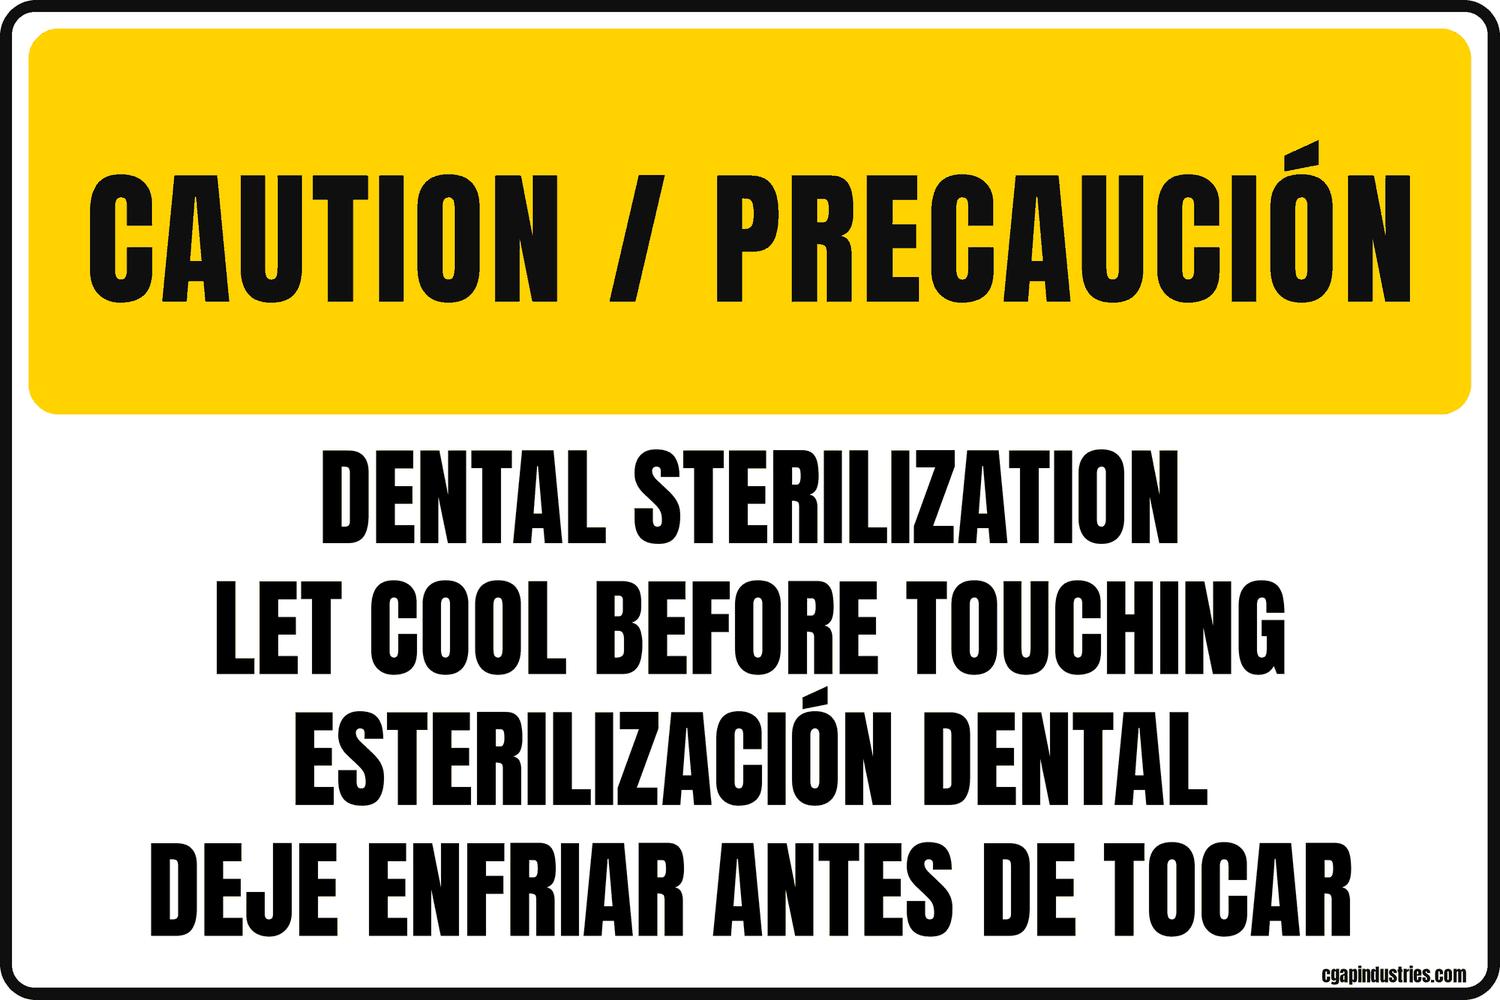 CAUTION / PRECAUCIÓN
DENTAL STERILIZATION
LET COOL BEFORE TOUCHING
ESTERILIZACIÓN DENTAL
DEJE ENFRIAR ANTES DE TOCAR
cgapindustries.com